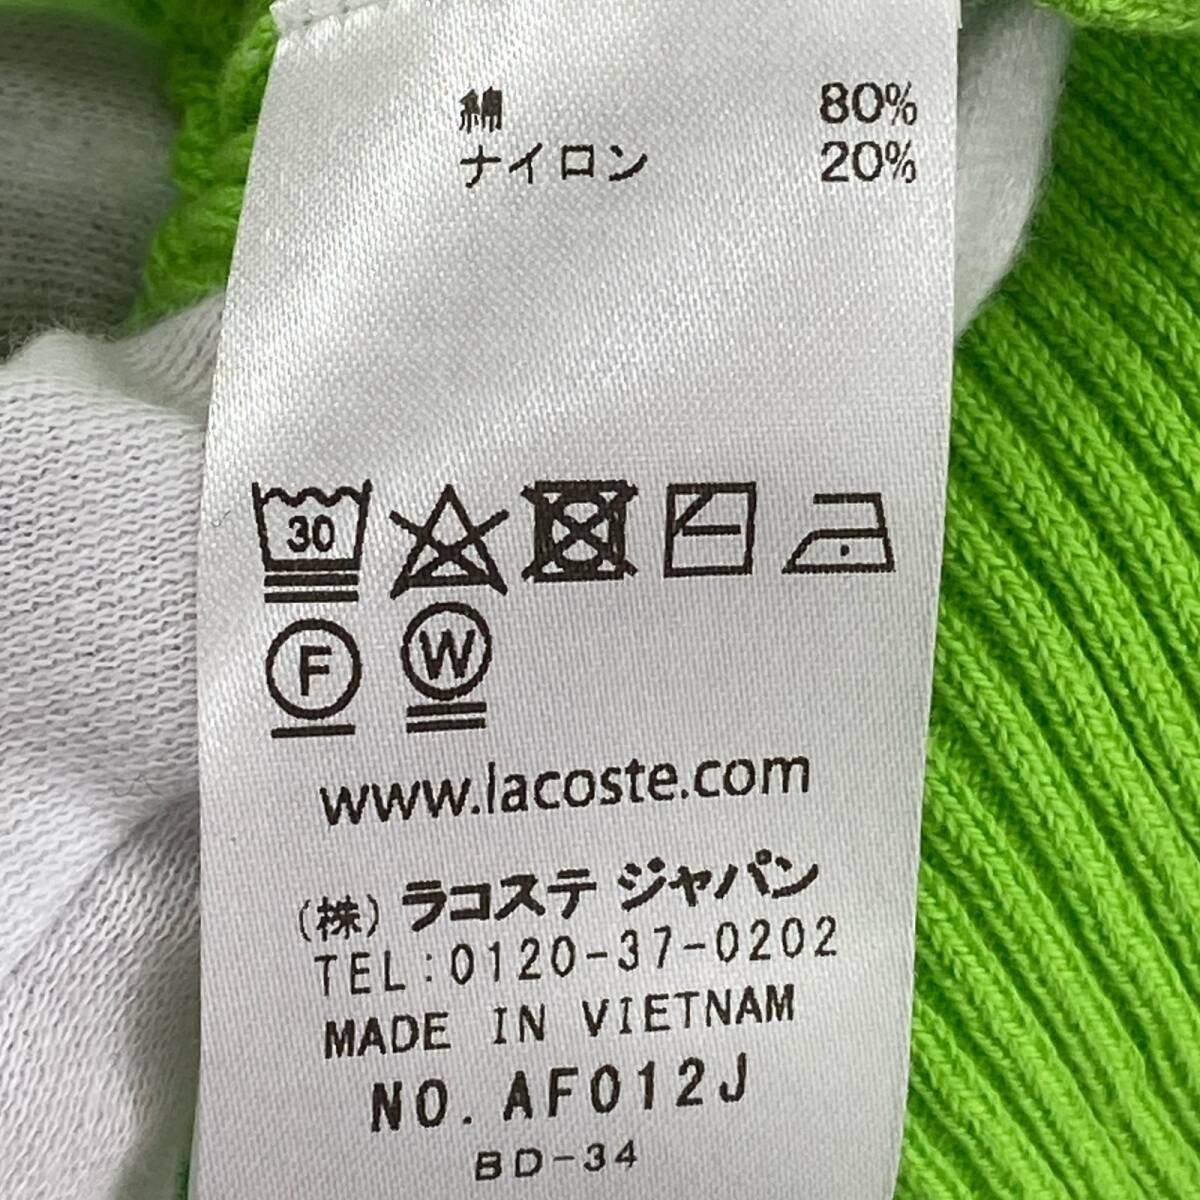 綿 80%
ナイロン 20%
30
F W
www.lacoste.com
(株) ラコステ ジャパン
TEL:0120-37-0202
MADE IN VIETNAM
NO. AF012J
BD-34